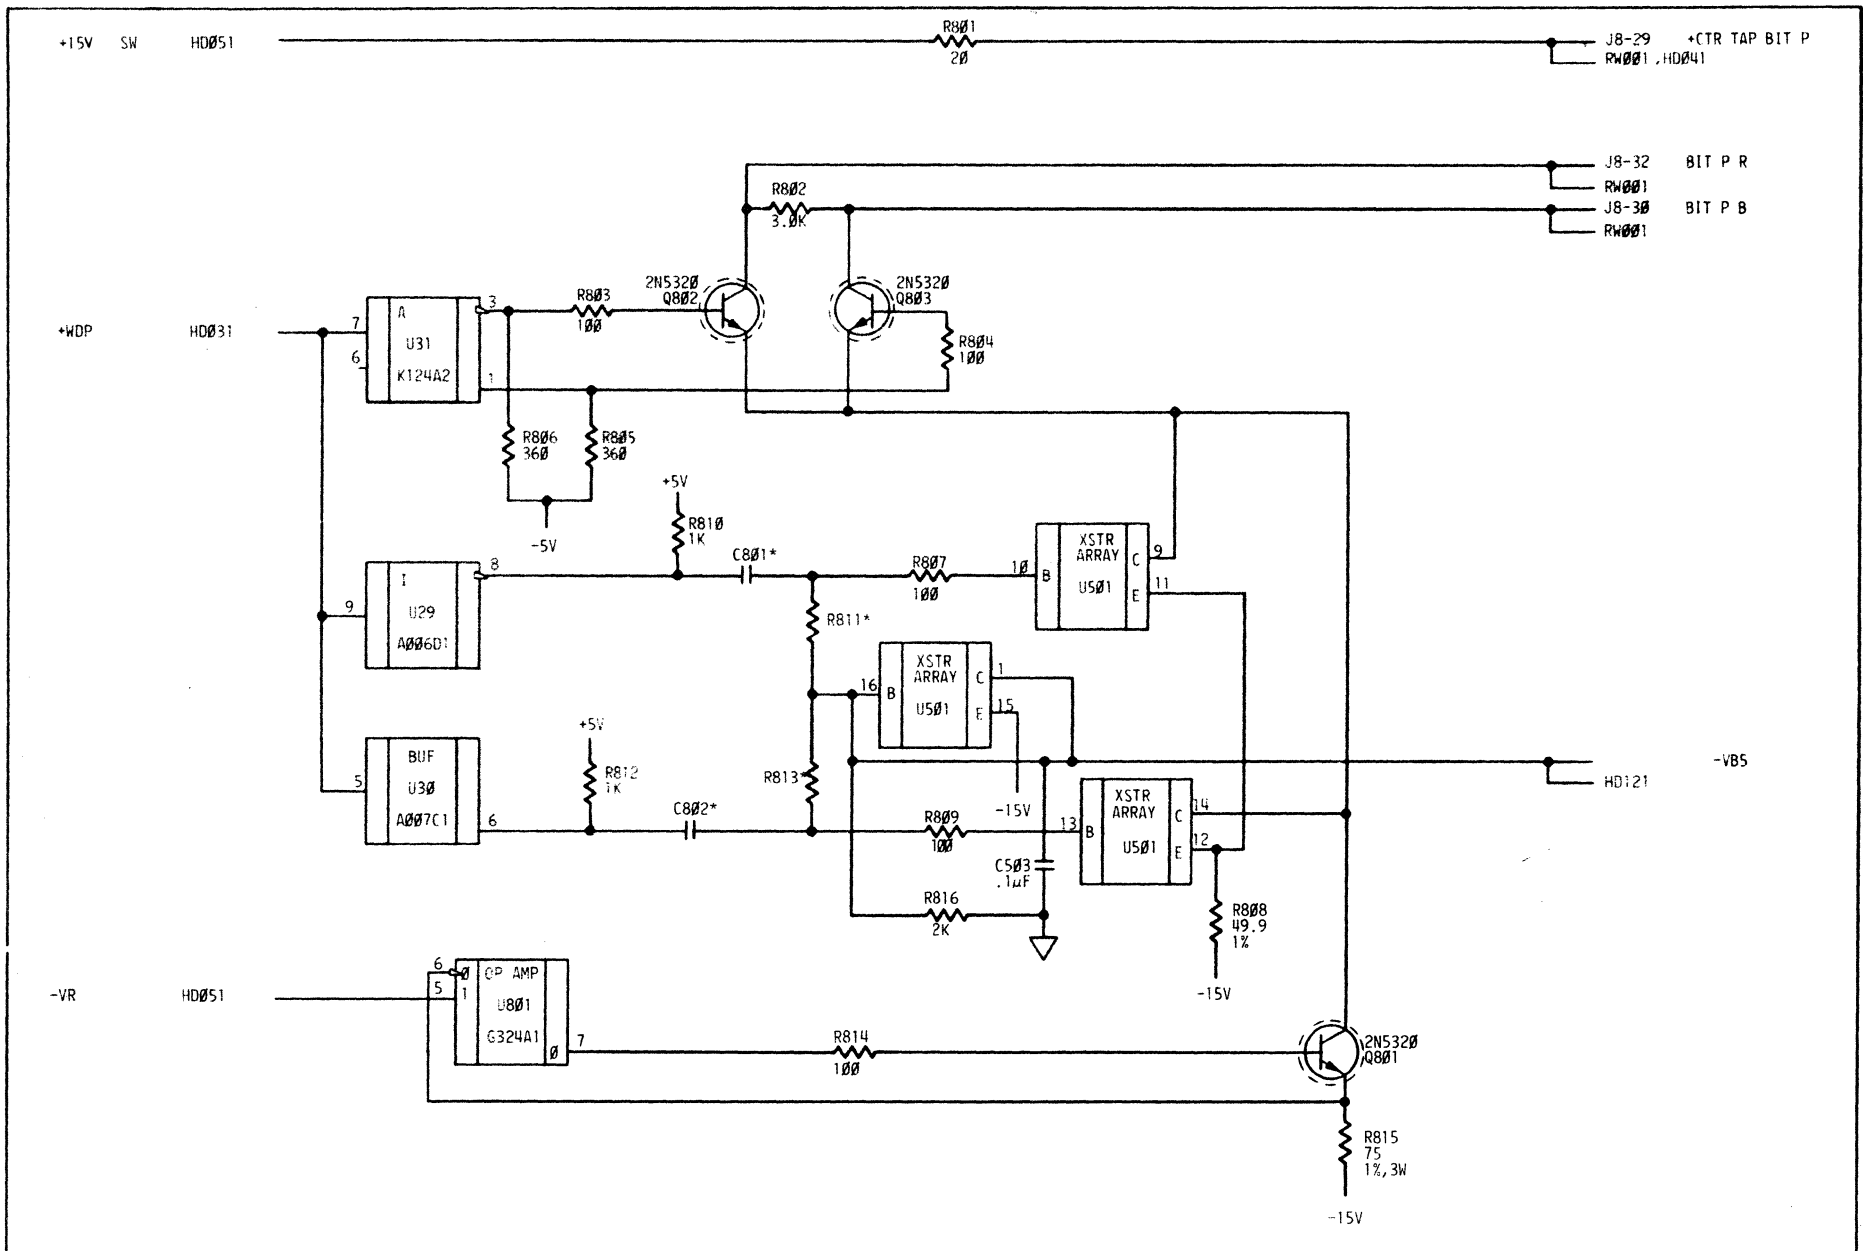 +15V SW HDØ51
R8Ø1
2Ø
J8-29 +CTR TAP BIT P
RWØØ1,HDØ41
J8-32 BIT P R
RWØØ1
R8Ø2
3.ØK
J8-3Ø BIT P B
RWØØ1
2N532Ø
Q8Ø2
2N532Ø
Q8Ø3
+WDP HDØ31
7
6
A
U31
K124A2
3
1
R8Ø3
1ØØ
R8Ø4
1ØØ
R8Ø6
36Ø
R8Ø5
36Ø
-5V
+5V
R81Ø
1K
9
I
U29
AØØ6D1
8
C8Ø1*
R8Ø7
1ØØ
1Ø
B
XSTR
ARRAY
U5Ø1
C
E
9
11
R811*
16
B
XSTR
ARRAY
U5Ø1
C
E
1
15
-15V
5
BUF
U3Ø
AØØ7C1
6
+5V
R812
1K
C8Ø2*
R813*
R8Ø9
1ØØ
13
B
XSTR
ARRAY
U5Ø1
C
E
14
12
-VB5
HD121
C5Ø3
.1µF
R816
2K
R8Ø8
49.9
1%
-15V
-VR HDØ51
6
5
Ø
1
OP AMP
U8Ø1
G324A1
Ø
7
R814
1ØØ
2N532Ø
Q8Ø1
R815
75
1%,3W
-15V